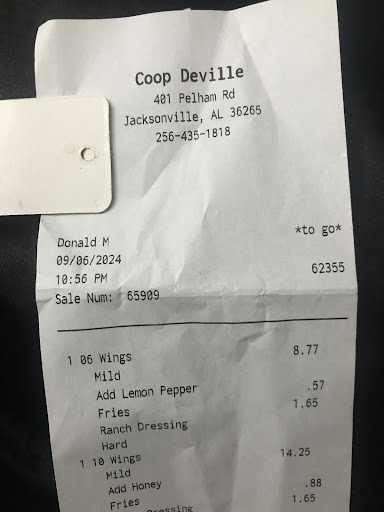 Coop Deville
401 Pelham Rd
Jacksonville, AL 36265
256-435-1818
Donald M *to go*
09/06/2024
10:56 PM 62355
Sale Num: 65909
1 06 Wings 8.77
Mild
Add Lemon Pepper .57
Fries 1.65
Ranch Dressing
Hard
1 10 Wings 14.25
Mild
Add Honey .88
Fries 1.65
Dressing